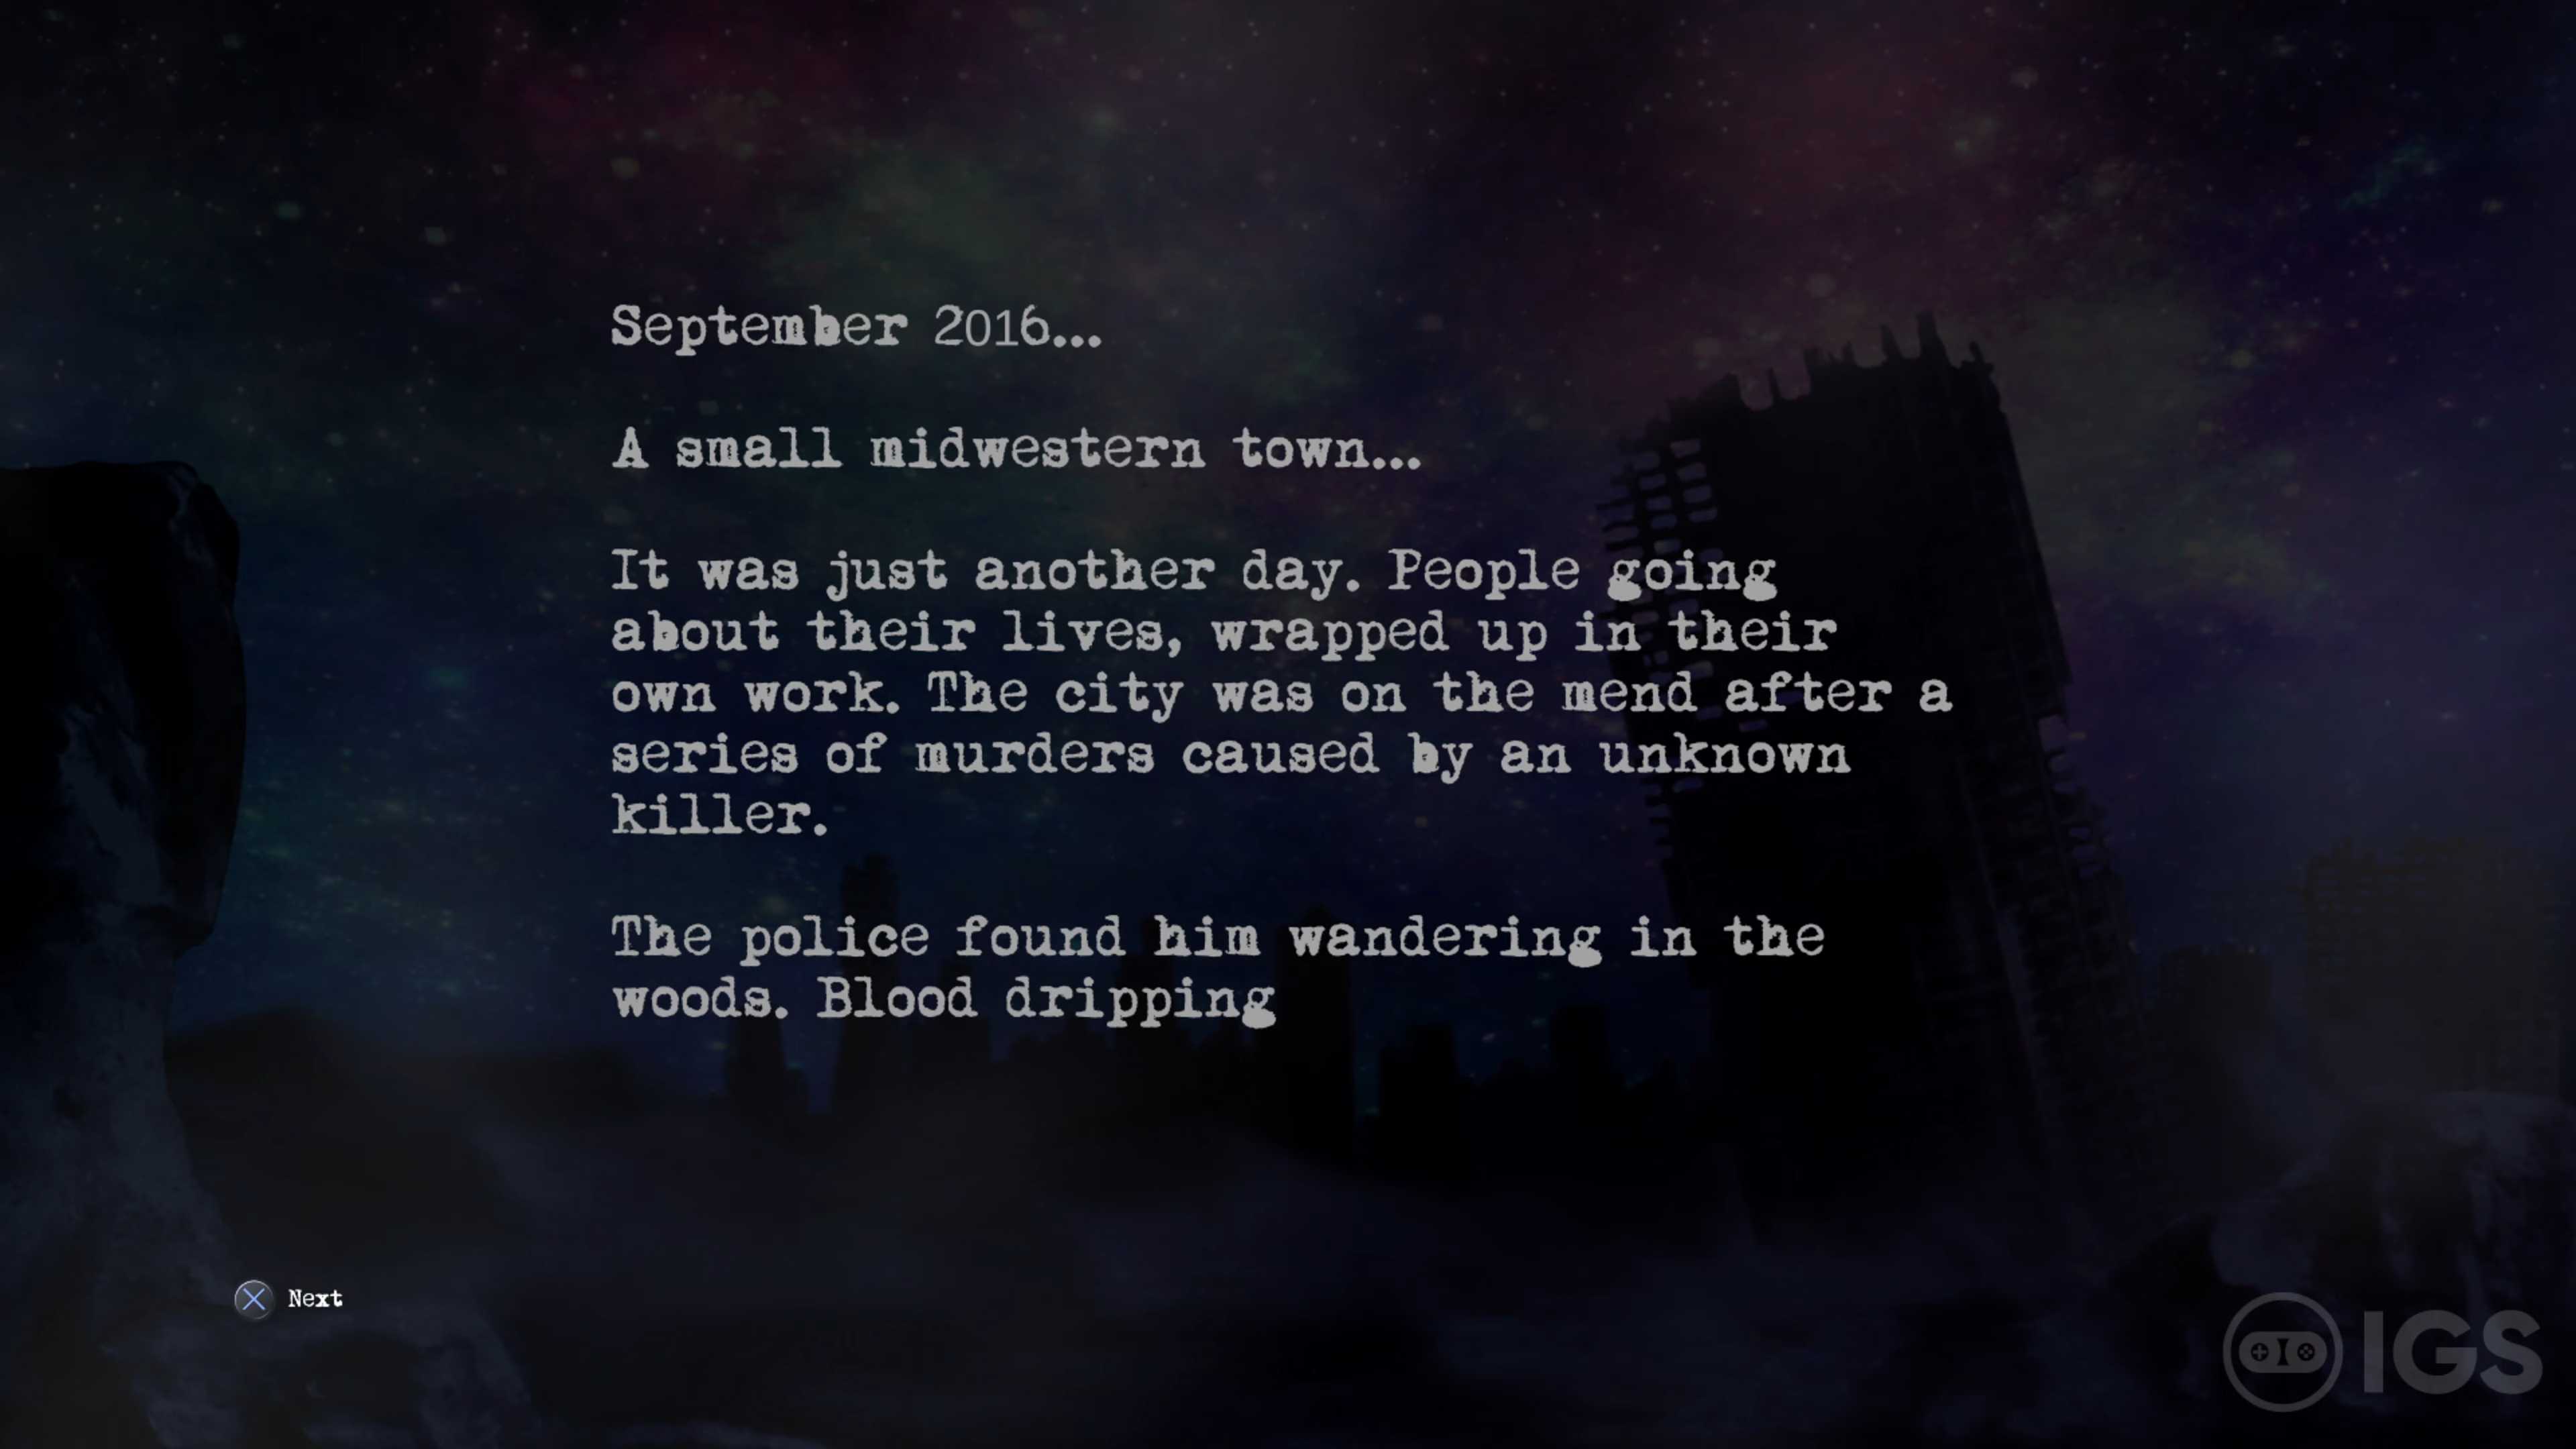 September 2016...
A small midwestern town...
It was just another day. People going
about their lives, wrapped up in their
own work. The city was on the mend after a
series of murders caused by an unknown
killer.
The police found him wandering in the
woods. Blood dripping
Next
IGS